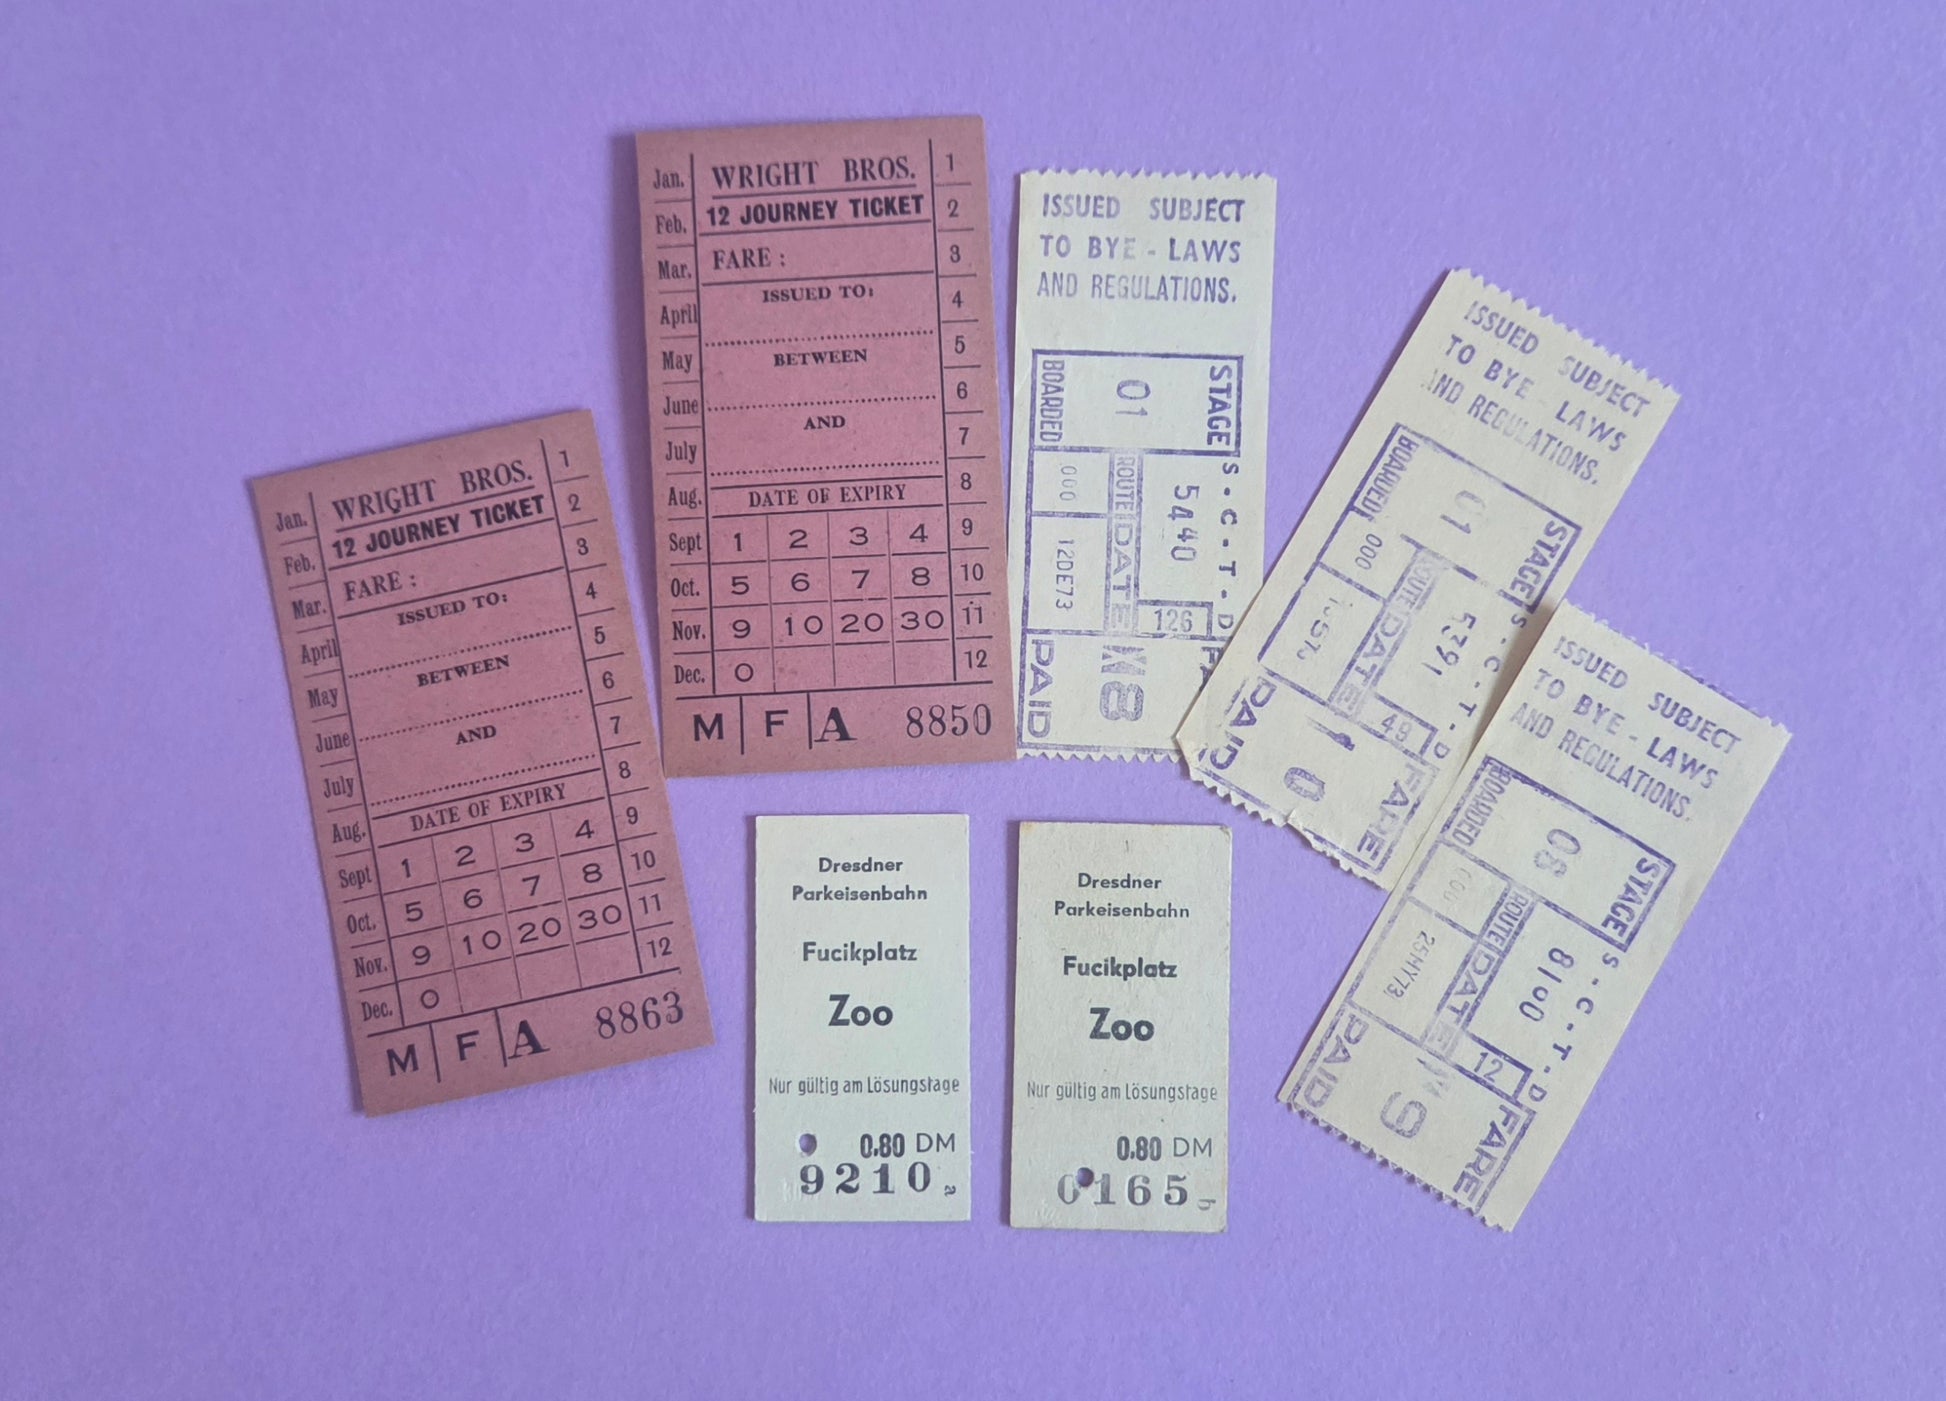 Jan.
Feb.
Mar.
April
May
June
July
Aug.
Sept
Oct.
Nov.
Dec.
WRIGHT BROS.
12 JOURNEY TICKET
FARE :
ISSUED TO:
BETWEEN
AND
DATE OF EXPIRY
1 2 3 4
5 6 7 8
9 10 20 30
0
1
2
3
4
5
6
7
8
9
10
11
12
M F A 8863
Jan.
Feb.
Mar.
April
May
June
July
Aug.
Sept
Oct.
Nov.
Dec.
WRIGHT BROS.
12 JOURNEY TICKET
FARE :
ISSUED TO:
BETWEEN
AND
DATE OF EXPIRY
1 2 3 4
5 6 7 8
9 10 20 30
0
1
2
3
4
5
6
7
8
9
10
11
12
M F A 8850
ISSUED SUBJECT
TO BYE - LAWS
AND REGULATIONS.
STAGE
01
BOARDED
S - C - T - D
5440
ROUTE
000
DATE
12DE73
126
PAID
8
ISSUED SUBJECT
TO BYE - LAWS
AND REGULATIONS.
STAGE
01
BOARDED
S - C - T - D
5391
ROUTE
000
DATE
49
FARE
0
PAID
ISSUED SUBJECT
TO BYE - LAWS
AND REGULATIONS.
STAGE
08
BOARDED
S - C - T - D
8100
ROUTE
000
DATE
25MY73
12
FARE
9
PAID
Dresdner
Parkeisenbahn
Fucikplatz
Zoo
Nur gültig am Lösungstage
0.80 DM
9210 a
Dresdner
Parkeisenbahn
Fucikplatz
Zoo
Nur gültig am Lösungstage
0.80 DM
0165 b